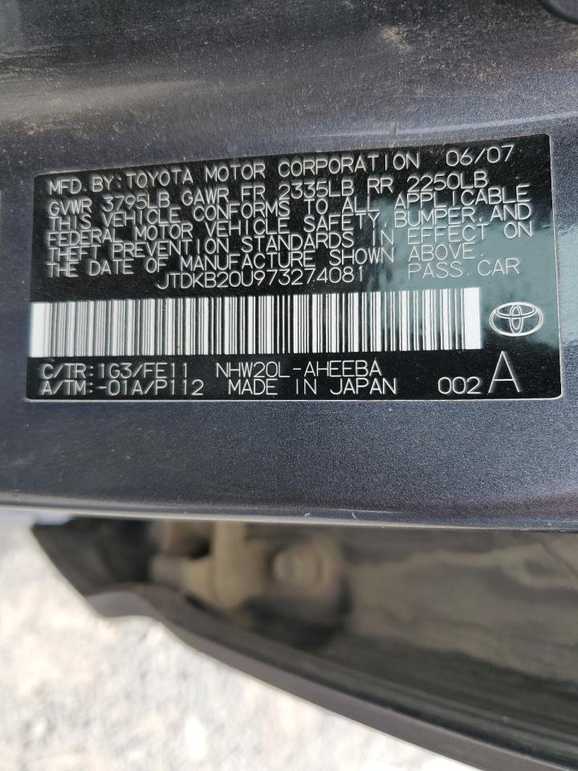 MFD. BY: TOYOTA MOTOR CORPORATION 06/07
GVWR 3795LB GAWR FR 2335LB RR 2250LB
THIS VEHICLE CONFORMS TO ALL APPLICABLE
FEDERAL MOTOR VEHICLE SAFETY, BUMPER, AND
THEFT PREVENTION STANDARDS IN EFFECT ON
THE DATE OF MANUFACTURE SHOWN ABOVE.
JTDKB20U973274081 PASS. CAR
C/TR: 1G3/FE11 NHW20L-AHEEBA
A/TM: -01A/P112 MADE IN JAPAN 002 A